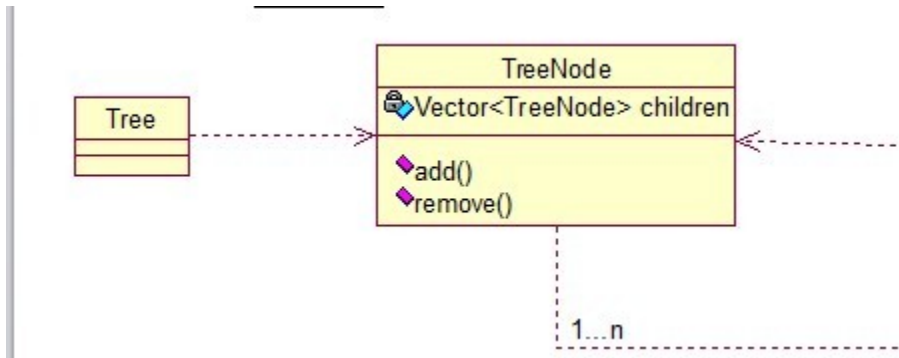 TreeNode
Tree
Vector<TreeNode> children
add()
remove()
1...n